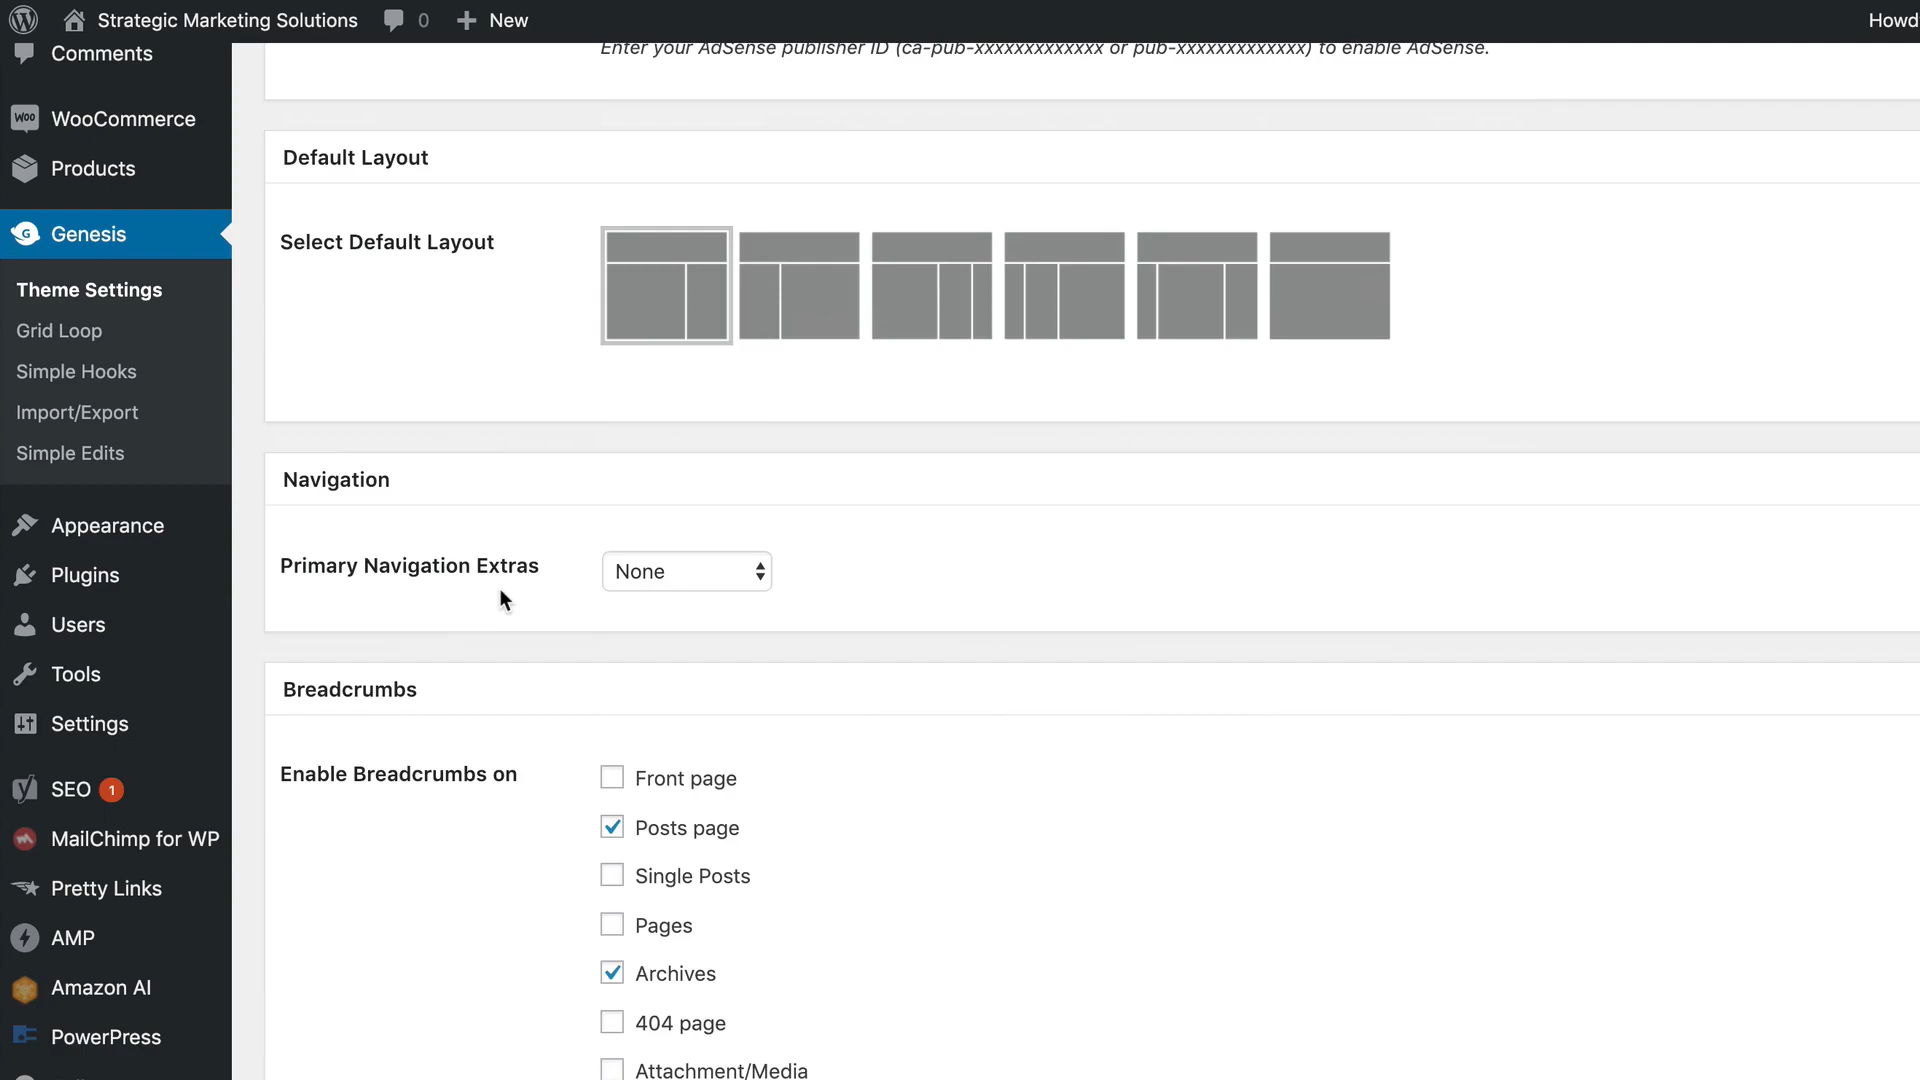 Strategic Marketing Solutions 0 New Howd
Comments
WooCommerce
Products
Genesis
Theme Settings
Grid Loop
Simple Hooks
Import/Export
Simple Edits
Appearance
Plugins
Users
Tools
Settings
SEO 1
MailChimp for WP
Pretty Links
AMP
Amazon AI
PowerPress
Enter your AdSense publisher ID (ca-pub-xxxxxxxxxxxxx or pub-xxxxxxxxxxxxx) to enable AdSense.
Default Layout
Select Default Layout
Navigation
Primary Navigation Extras None
Breadcrumbs
Enable Breadcrumbs on
Front page
Posts page
Single Posts
Pages
Archives
404 page
Attachment/Media